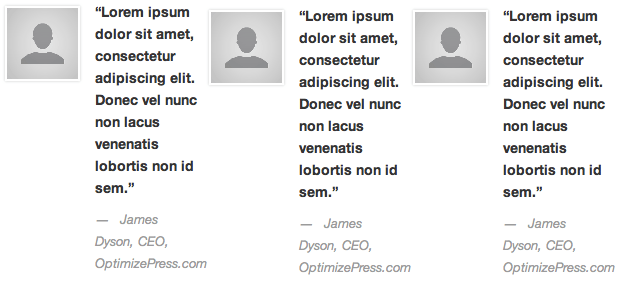 “Lorem ipsum
dolor sit amet,
consectetur
adipiscing elit.
Donec vel nunc
non lacus
venenatis
lobortis non id
sem.”
— James
Dyson, CEO,
OptimizePress.com
“Lorem ipsum
dolor sit amet,
consectetur
adipiscing elit.
Donec vel nunc
non lacus
venenatis
lobortis non id
sem.”
— James
Dyson, CEO,
OptimizePress.com
“Lorem ipsum
dolor sit amet,
consectetur
adipiscing elit.
Donec vel nunc
non lacus
venenatis
lobortis non id
sem.”
— James
Dyson, CEO,
OptimizePress.com